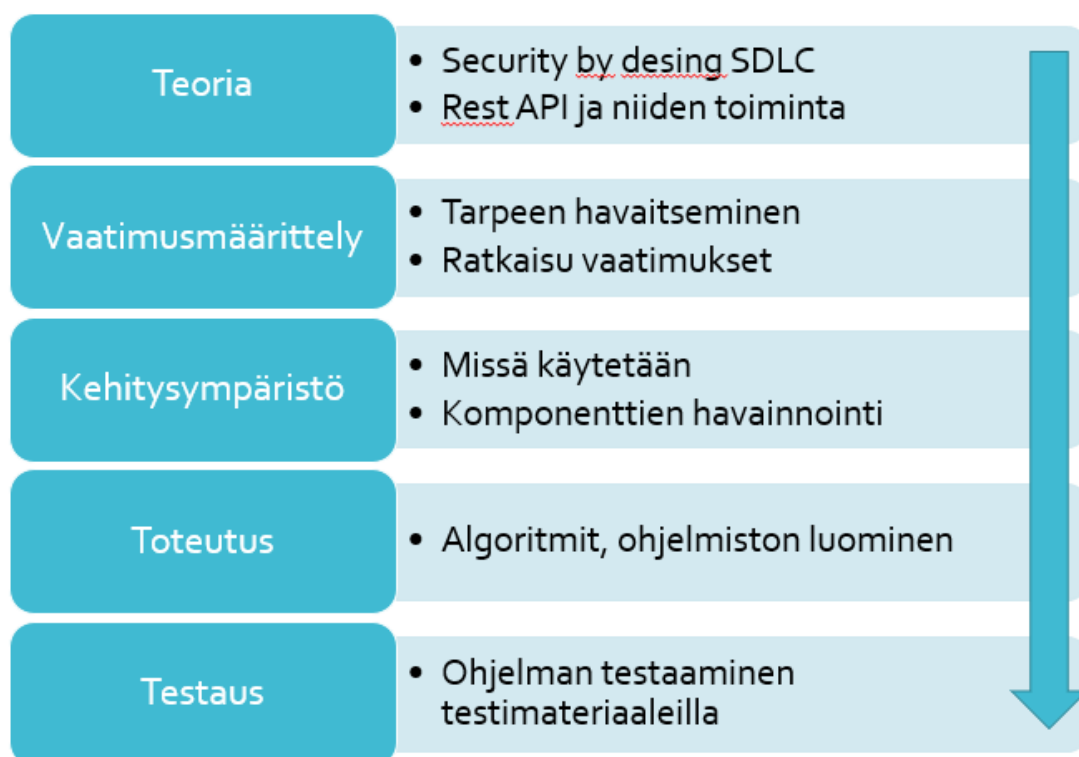 Teoria
• Security by desing SDLC
• Rest API ja niiden toiminta
Vaatimusmäärittely
• Tarpeen havaitseminen
• Ratkaisu vaatimukset
Kehitysympäristö
• Missä käytetään
• Komponenttien havainnointi
Toteutus
• Algoritmit, ohjelmiston luominen
Testaus
• Ohjelman testaaminen
testimateriaaleilla